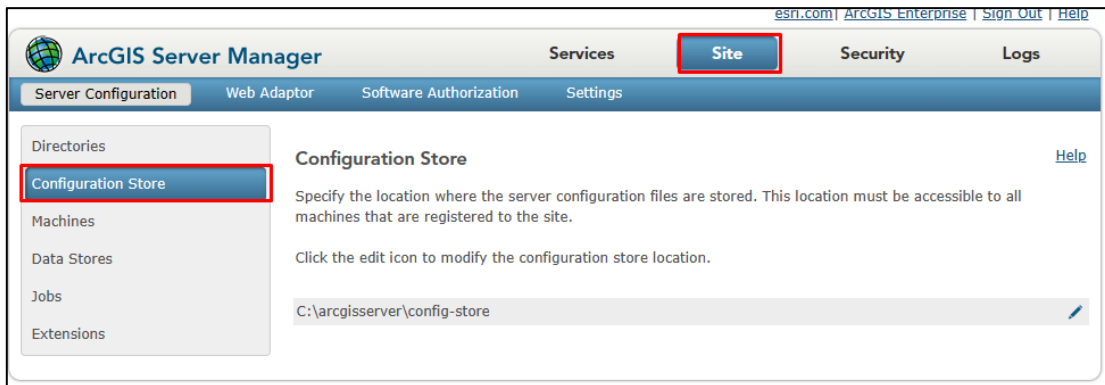 esri.com| ArcGIS Enterprise | Sign Out | Help
ArcGIS Server Manager Services Site Security Logs
Server Configuration Web Adaptor Software Authorization Settings
Directories
Configuration Store
Machines
Data Stores
Jobs
Extensions
Configuration Store Help
Specify the location where the server configuration files are stored. This location must be accessible to all
machines that are registered to the site.
Click the edit icon to modify the configuration store location.
C:\arcgisserver\config-store